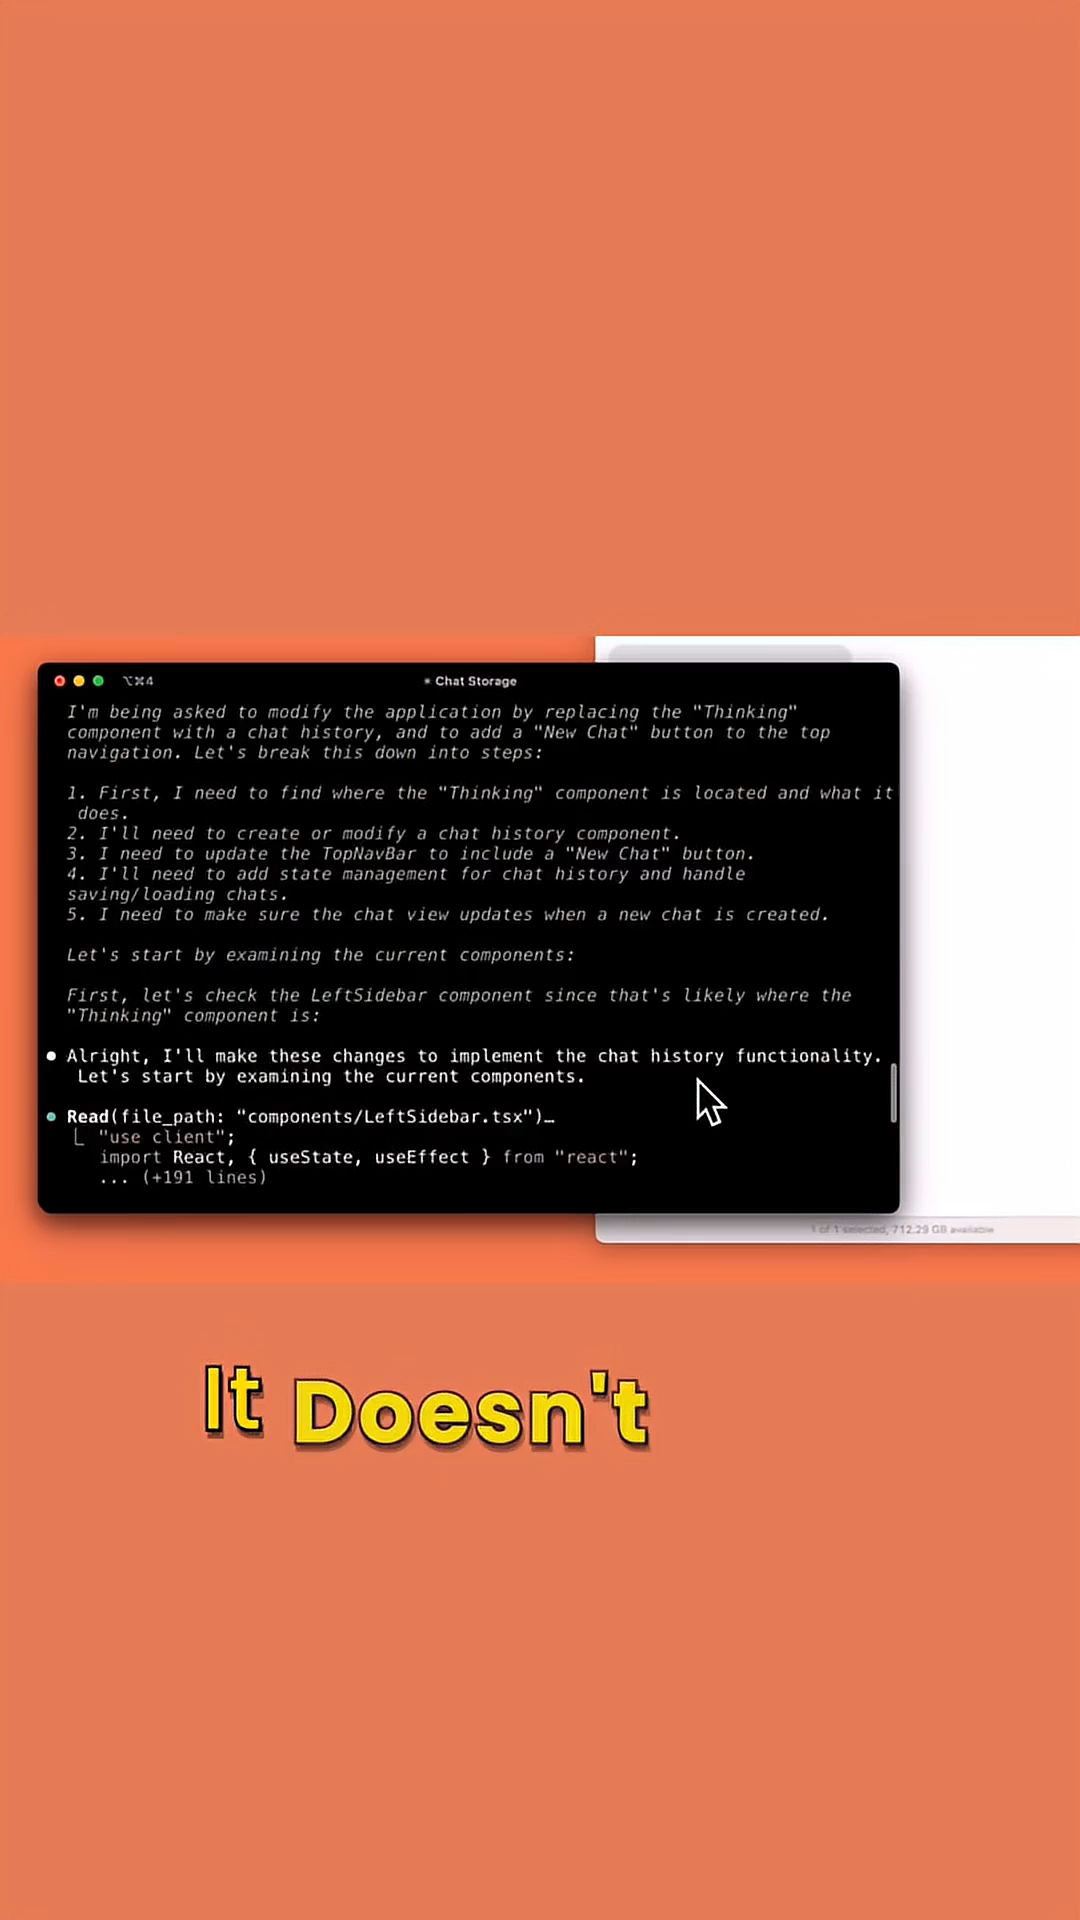 ⌥⌘4
Chat Storage
I'm being asked to modify the application by replacing the "Thinking"
component with a chat history, and to add a "New Chat" button to the top
navigation. Let's break this down into steps:
1. First, I need to find where the "Thinking" component is located and what it
does.
2. I'll need to create or modify a chat history component.
3. I need to update the TopNavBar to include a "New Chat" button.
4. I'll need to add state management for chat history and handle
saving/loading chats.
5. I need to make sure the chat view updates when a new chat is created.
Let's start by examining the current components:
First, let's check the LeftSidebar component since that's likely where the
"Thinking" component is:
Alright, I'll make these changes to implement the chat history functionality.
Let's start by examining the current components.
Read(file_path: "components/LeftSidebar.tsx")…
"use client";
import React, { useState, useEffect } from "react";
... (+191 lines)
1 of 1 selected, 712.29 GB available
It Doesn't